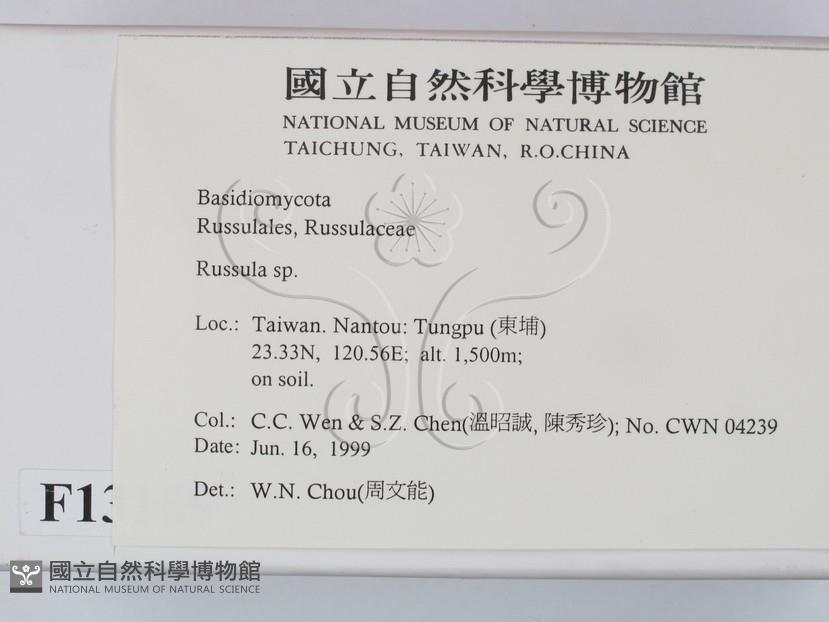 國立自然科學博物館
NATIONAL MUSEUM OF NATURAL SCIENCE
TAICHUNG, TAIWAN, R.O.CHINA
Basidiomycota
Russulales, Russulaceae
Russula sp.
Loc.: Taiwan. Nantou: Tungpu (東埔)
23.33N, 120.56E; alt. 1,500m;
on soil.
Col.: C.C. Wen & S.Z. Chen(溫昭誠, 陳秀珍); No. CWN 04239
Date: Jun. 16, 1999
Det.: W.N. Chou(周文能)
國立自然科學博物館
NATIONAL MUSEUM OF NATURAL SCIENCE